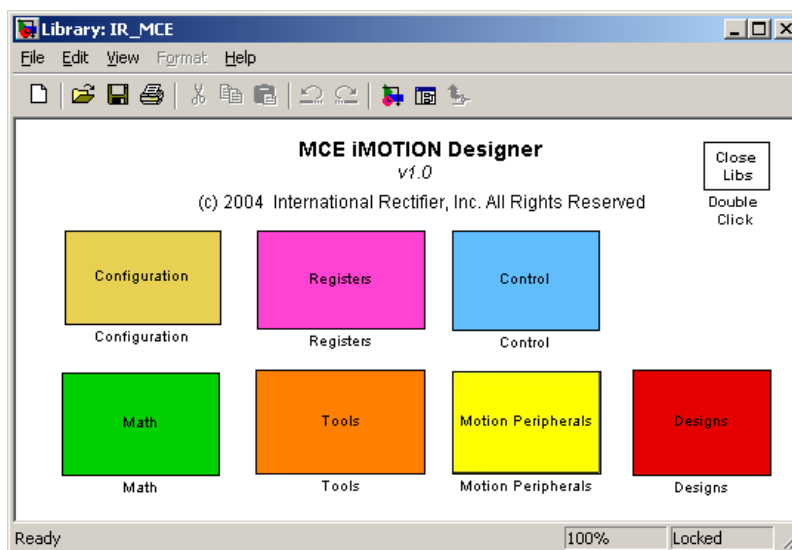 Library: IR_MCE
File Edit View Format Help
MCE iMOTION Designer
v1.0
(c) 2004 International Rectifier, Inc. All Rights Reserved
Close
Libs
Double
Click
Configuration
Registers
Control
Configuration
Registers
Control
Math
Tools
Motion Peripherals
Designs
Math
Tools
Motion Peripherals
Designs
Ready
100%
Locked